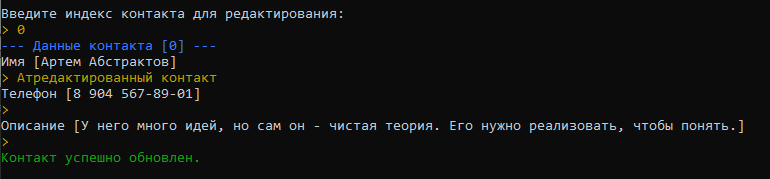 Введите индекс контакта для редактирования:
> 0
--- Данные контакта [0] ---
Имя [Артем Абстрактов]
> Атредактированный контакт
Телефон [8 904 567-89-01]
>
Описание [У него много идей, но сам он - чистая теория. Его нужно реализовать, чтобы понять.]
>
Контакт успешно обновлен.